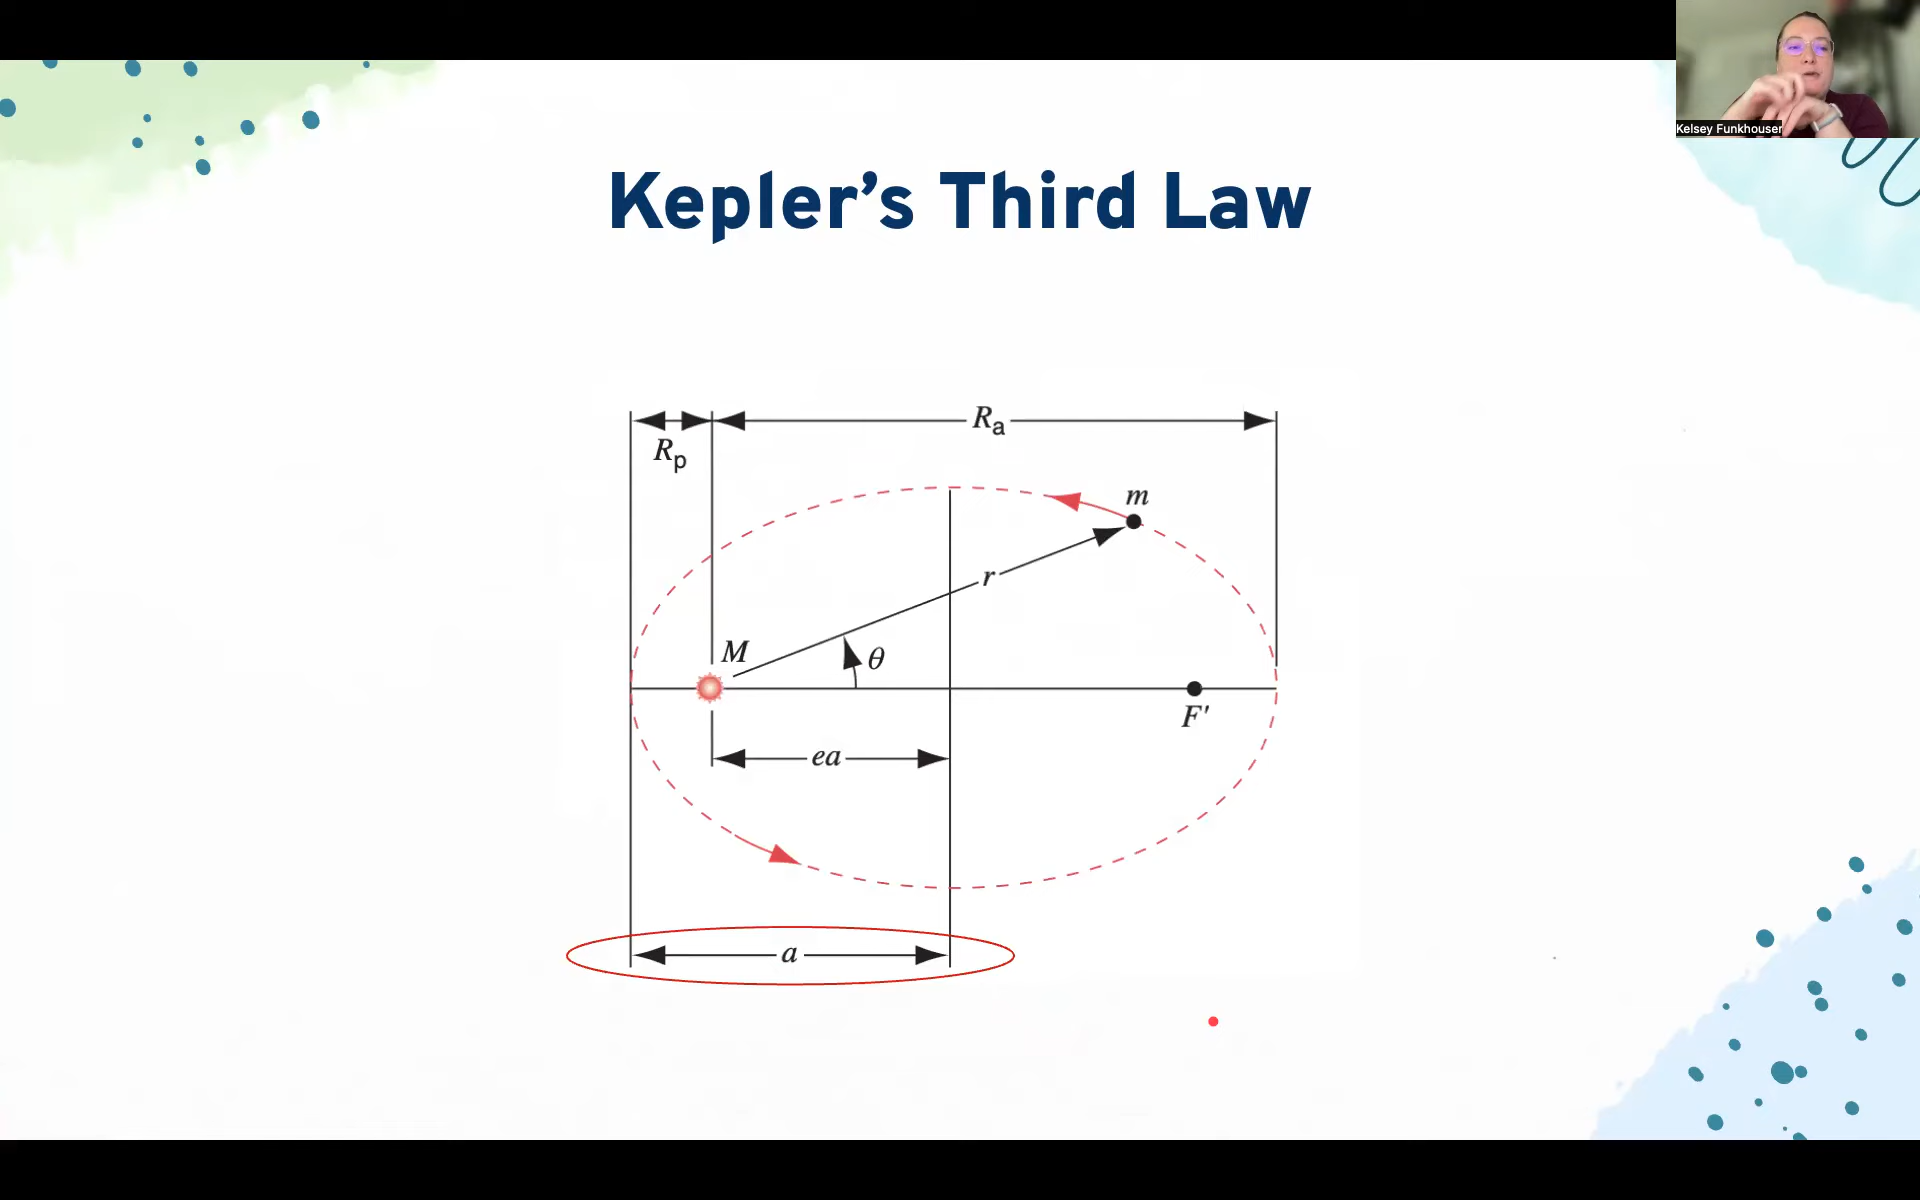 Kelsey Funkhouser
Kepler’s Third Law
Ra
Rp
m
r
M
θ
F'
ea
a